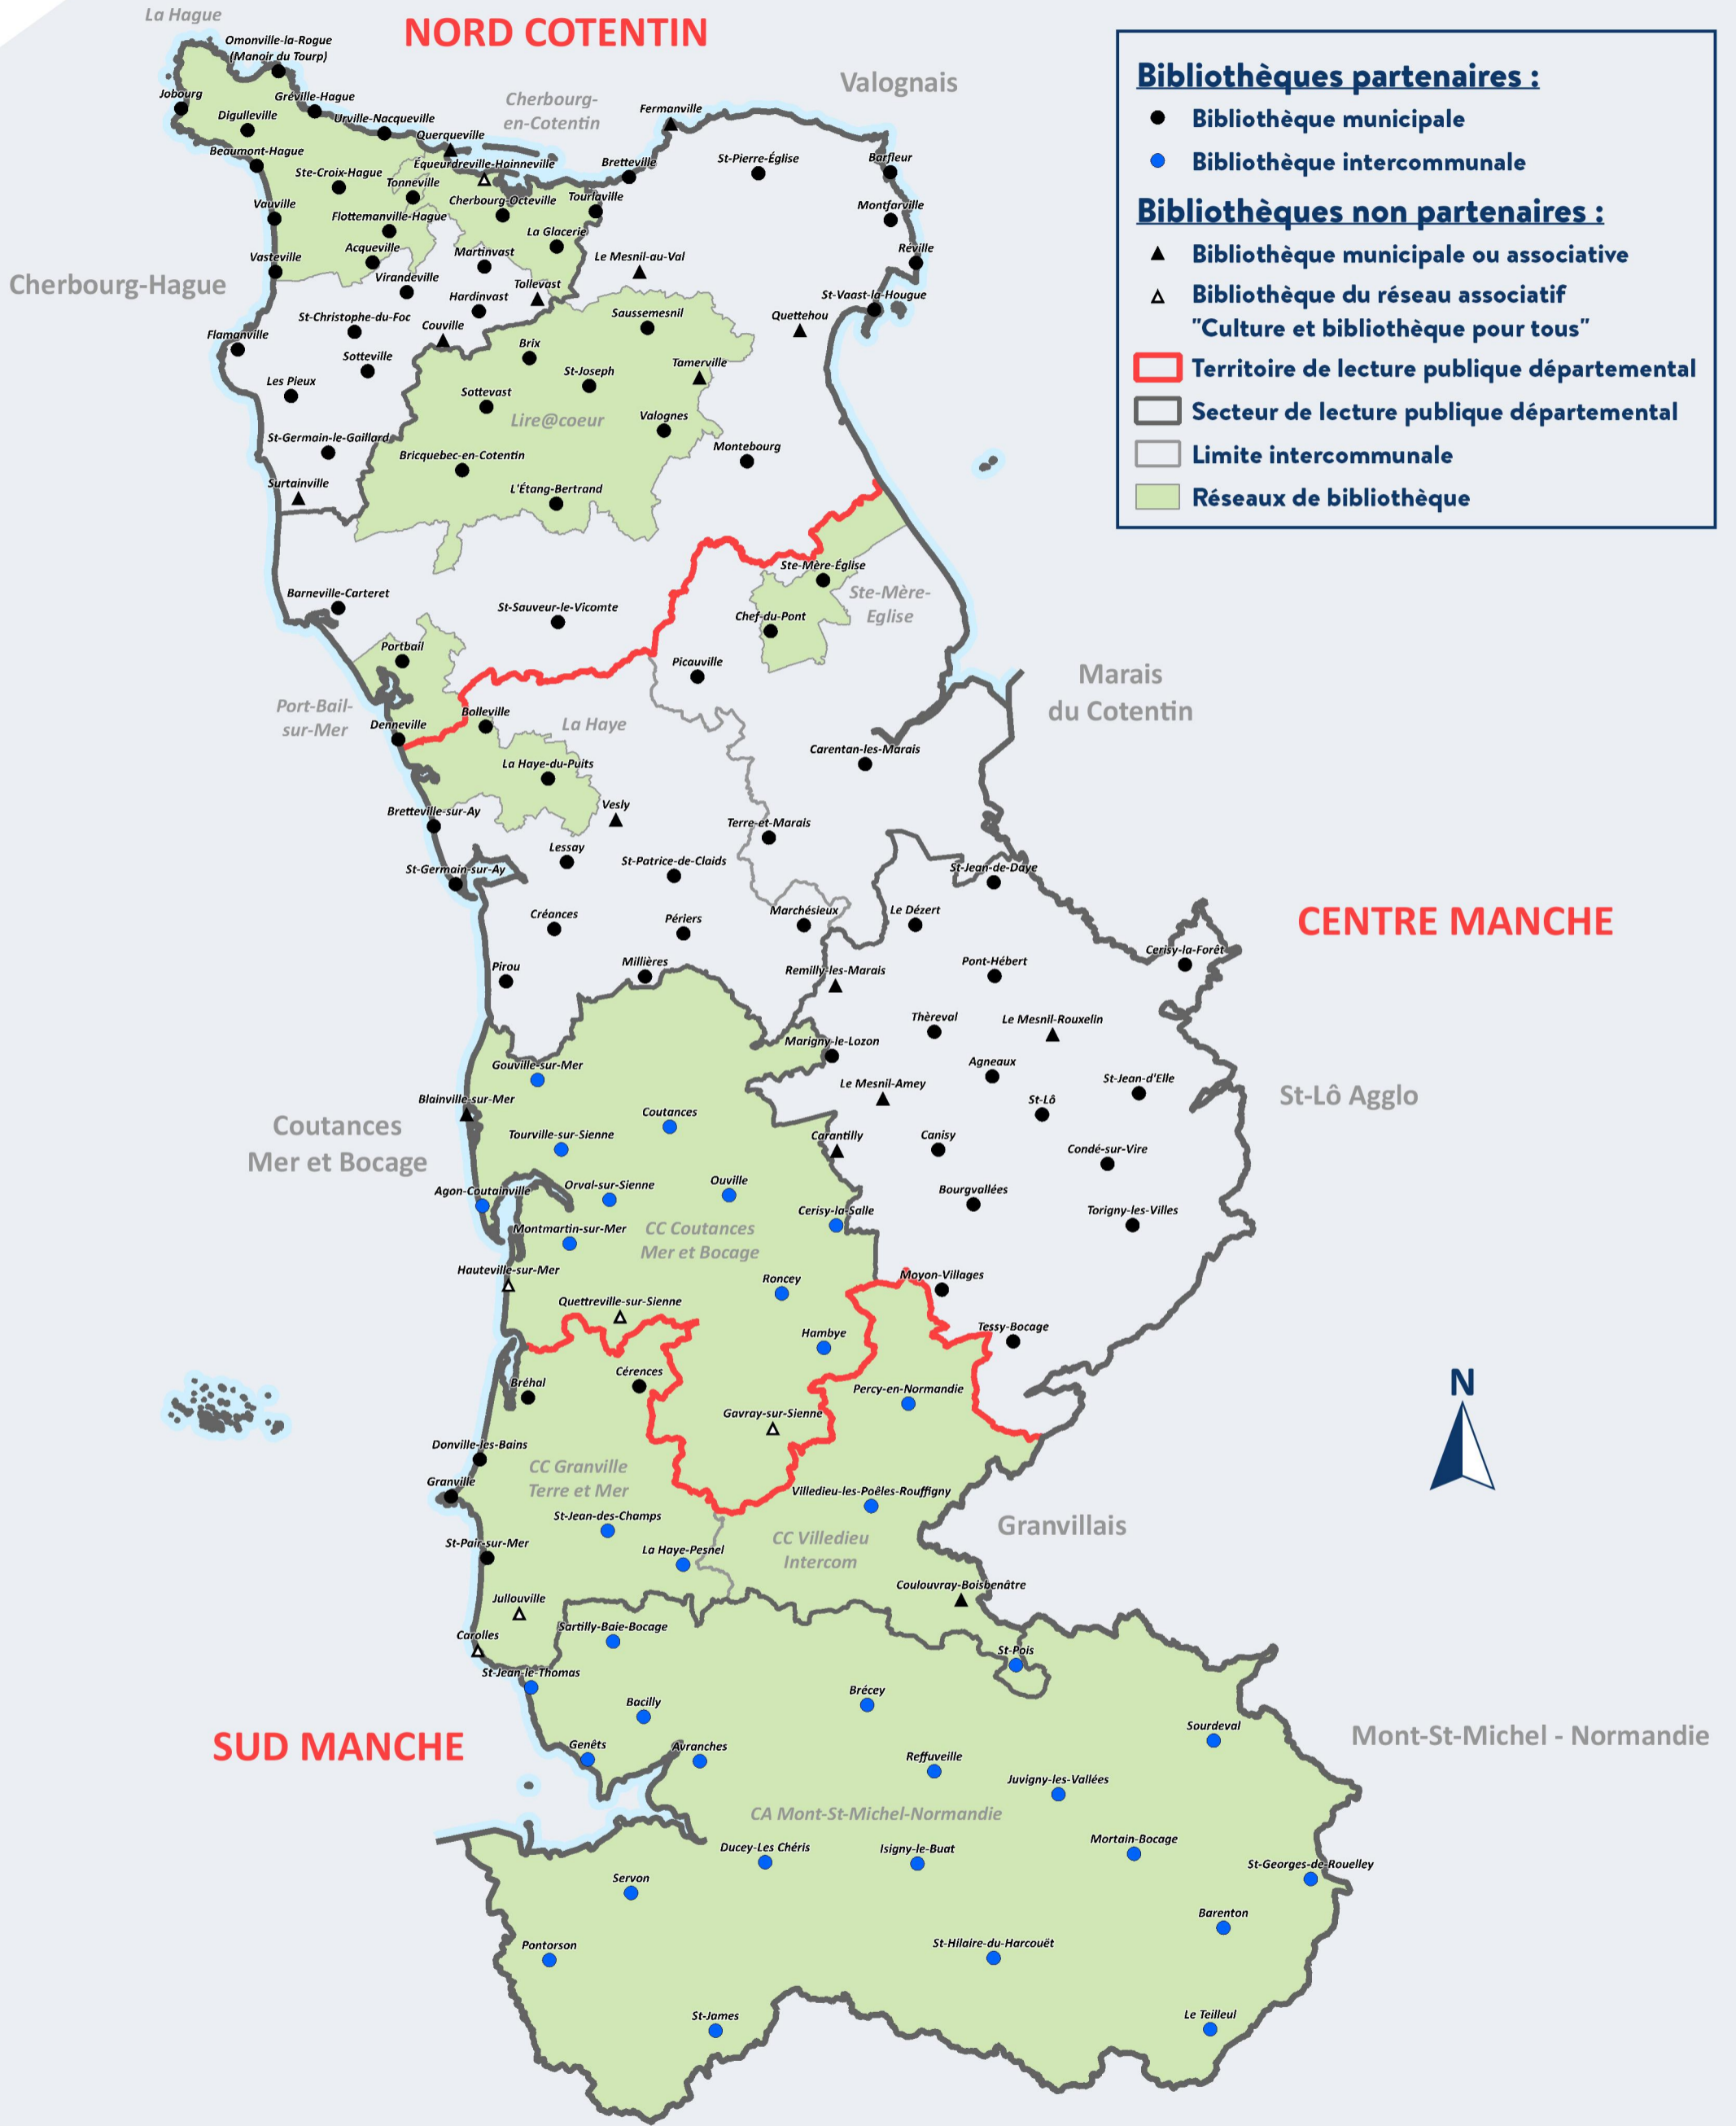 La Hague
NORD COTENTIN
Omonville-la-Rogue
(Manoir du Tourp)
Jobourg
Gréville-Hague
Digulleville
Urville-Nacqueville
Cherbourg-
en-Cotentin
Valognais
Fermanville
Querqueville
Beaumont-Hague
Équeurdreville-Hainneville
Bretteville
St-Pierre-Église
Barfleur
Ste-Croix-Hague
Tonneville
Cherbourg-Octeville
Tourlaville
Vauville
Flottemanville-Hague
Montfarville
La Glacerie
Acqueville
Martinvast
Le Mesnil-au-Val
Réville
Vasteville
Cherbourg-Hague
Virandeville
Tollevast
Hardinvast
St-Vaast-la-Hougue
St-Christophe-du-Foc
Couville
Saussemesnil
Quettehou
Flamanville
Sotteville
Brix
Tamerville
St-Joseph
Les Pieux
Sottevast
Lire@coeur
Valognes
St-Germain-le-Gaillard
Montebourg
Bricquebec-en-Cotentin
Surtainville
L'Étang-Bertrand
Ste-Mère-Église
Ste-Mère-
Eglise
Barneville-Carteret
St-Sauveur-le-Vicomte
Chef-du-Pont
Portbail
Picauville
Marais
du Cotentin
Port-Bail-
sur-Mer
Denneville
Bolleville
La Haye
Carentan-les-Marais
La Haye-du-Puits
Bretteville-sur-Ay
Vesly
Terre-et-Marais
Lessay
St-Patrice-de-Claids
St-Germain-sur-Ay
St-Jean-de-Daye
Créances
Périers
Marchésieux
Le Dézert
CENTRE MANCHE
Cerisy-la-Forêt
Pirou
Millières
Remilly-les-Marais
Pont-Hébert
Thèreval
Le Mesnil-Rouxelin
Marigny-le-Lozon
Gouville-sur-Mer
Agneaux
Le Mesnil-Amey
St-Jean-d'Elle
Blainville-sur-Mer
Coutances
St-Lô
St-Lô Agglo
Coutances
Mer et Bocage
Tourville-sur-Sienne
Carantilly
Canisy
Condé-sur-Vire
Agon-Coutainville
Orval-sur-Sienne
Ouville
Bourgvallées
Cerisy-la-Salle
Torigny-les-Villes
Montmartin-sur-Mer
CC Coutances
Mer et Bocage
Hauteville-sur-Mer
Roncey
Moyon-Villages
Quettreville-sur-Sienne
Hambye
Tessy-Bocage
Bréhal
Cérences
Percy-en-Normandie
N
Gavray-sur-Sienne
Donville-les-Bains
CC Granville
Terre et Mer
Granville
Villedieu-les-Poêles-Rouffigny
St-Jean-des-Champs
Granvillais
St-Pair-sur-Mer
La Haye-Pesnel
CC Villedieu
Intercom
Coulouvray-Boisbenâtre
Jullouville
Sartilly-Baie-Bocage
Carolles
St-Pois
St-Jean-le-Thomas
Brécey
Bacilly
SUD MANCHE
Genêts
Avranches
Reffuveille
Sourdeval
Mont-St-Michel - Normandie
Juvigny-les-Vallées
CA Mont-St-Michel-Normandie
Ducey-Les Chéris
Isigny-le-Buat
Mortain-Bocage
St-Georges-de-Rouelley
Servon
Barenton
Pontorson
St-Hilaire-du-Harcouët
St-James
Le Teilleul
Bibliothèques partenaires :
Bibliothèque municipale
Bibliothèque intercommunale
Bibliothèques non partenaires :
Bibliothèque municipale ou associative
Bibliothèque du réseau associatif
"Culture et bibliothèque pour tous"
Territoire de lecture publique départemental
Secteur de lecture publique départemental
Limite intercommunale
Réseaux de bibliothèque